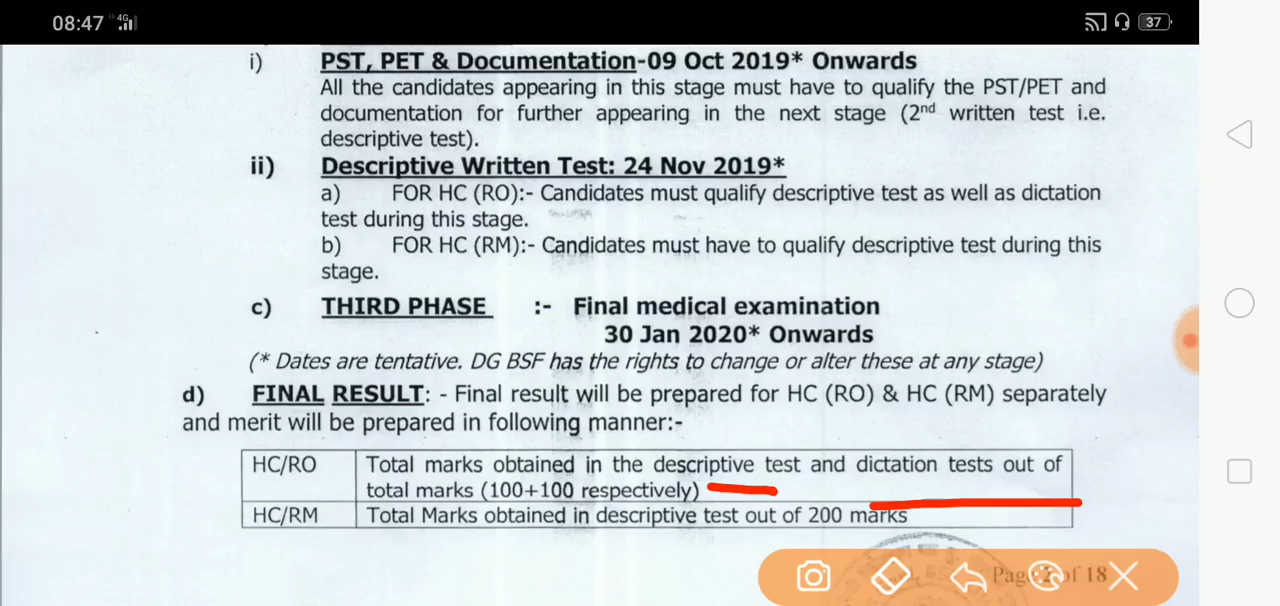 08:47 4G 37
i) PST, PET & Documentation-09 Oct 2019* Onwards
All the candidates appearing in this stage must have to qualify the PST/PET and
documentation for further appearing in the next stage (2nd written test i.e.
descriptive test).
ii) Descriptive Written Test: 24 Nov 2019*
a) FOR HC (RO):- Candidates must qualify descriptive test as well as dictation
test during this stage.
b) FOR HC (RM):- Candidates must have to qualify descriptive test during this
stage.
c) THIRD PHASE :- Final medical examination
30 Jan 2020* Onwards
(* Dates are tentative. DG BSF has the rights to change or alter these at any stage)
d) FINAL RESULT: - Final result will be prepared for HC (RO) & HC (RM) separately
and merit will be prepared in following manner:-
HC/RO Total marks obtained in the descriptive test and dictation tests out of
total marks (100+100 respectively)
HC/RM Total Marks obtained in descriptive test out of 200 marks
Page 2 of 18